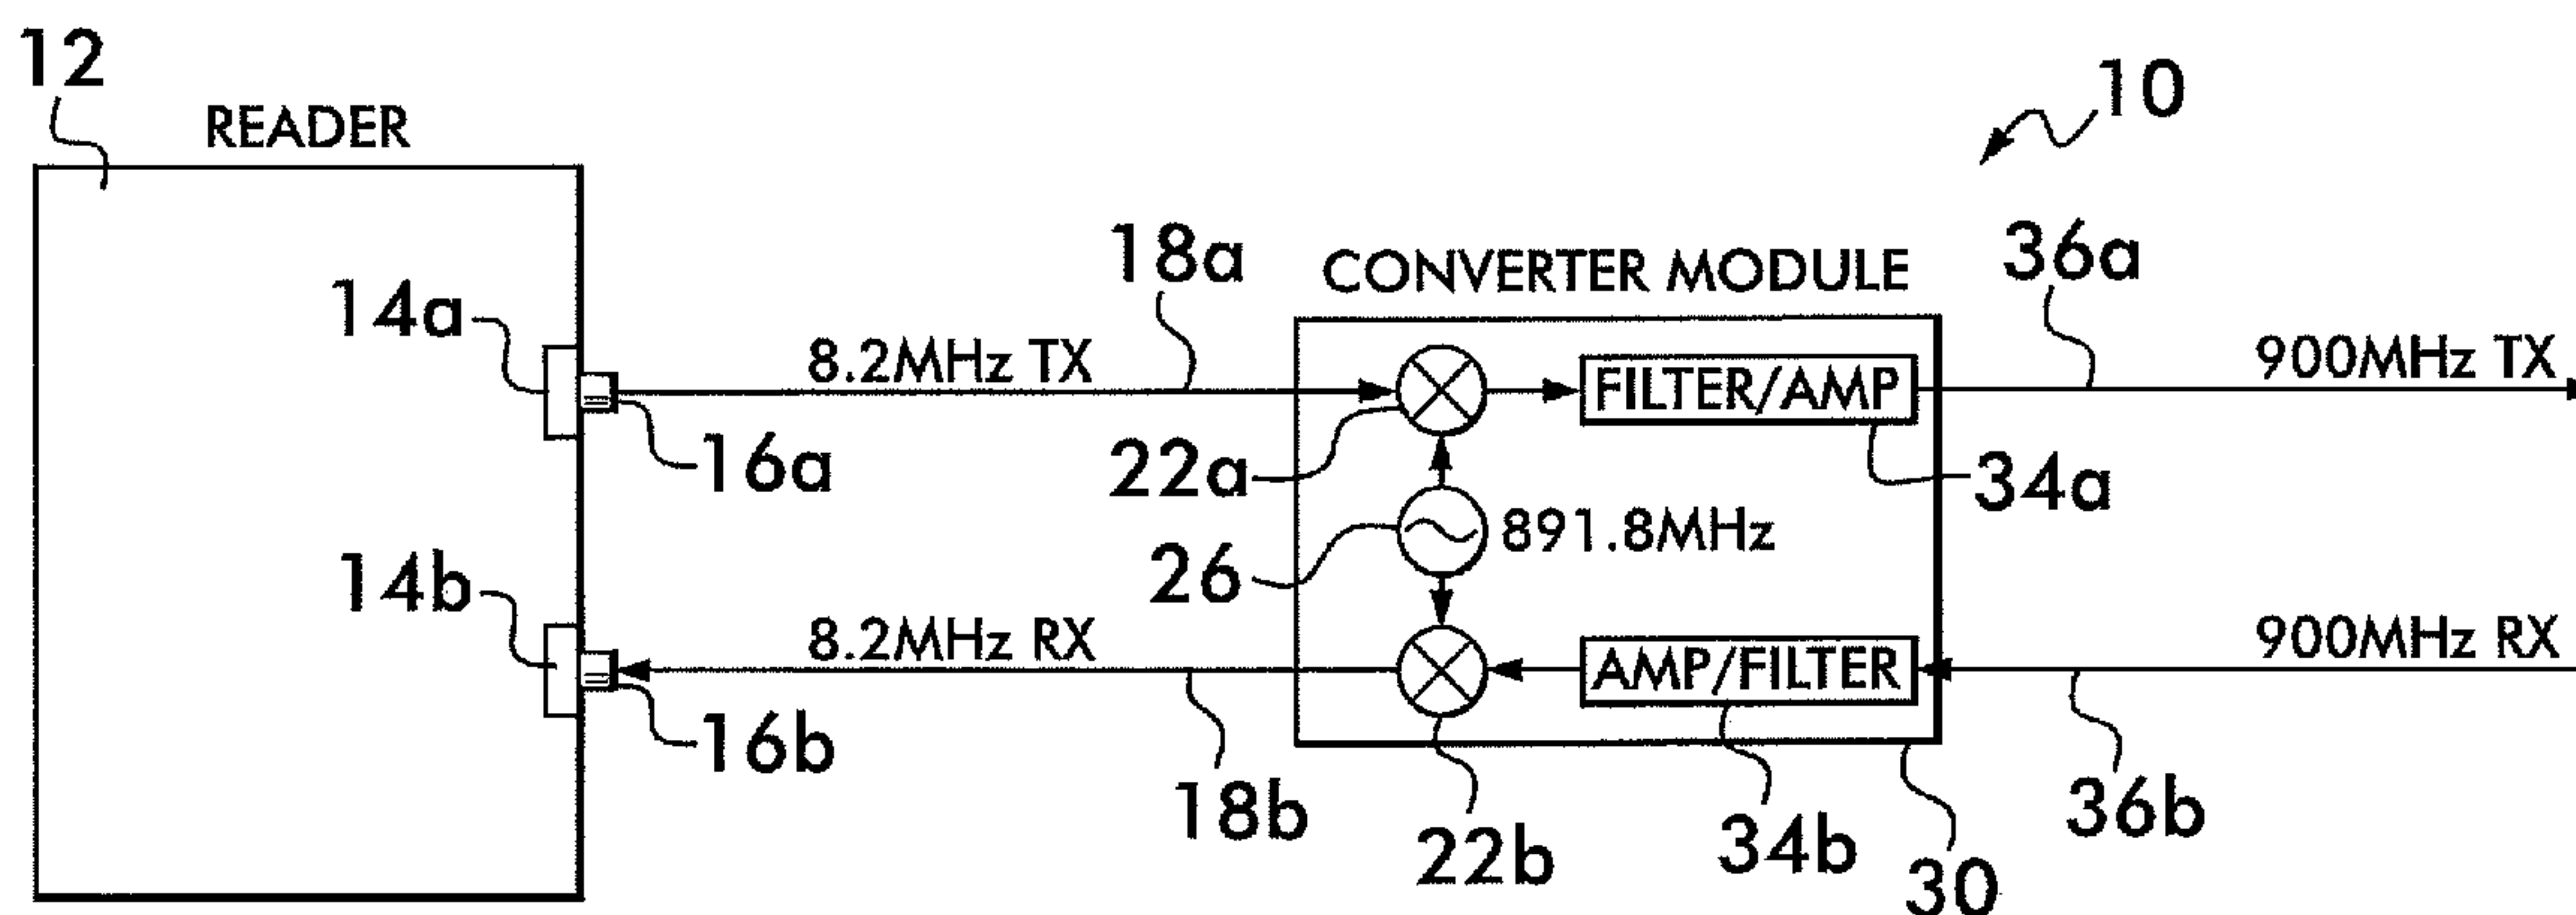 12
READER
10
18a
CONVERTER MODULE
36a
14a
8.2MHz TX
900MHz TX
FILTER/AMP
16a
22a
34a
891.8MHz
26
14b
8.2MHz RX
900MHz RX
AMP/FILTER
16b
18b
22b
34b
36b
30